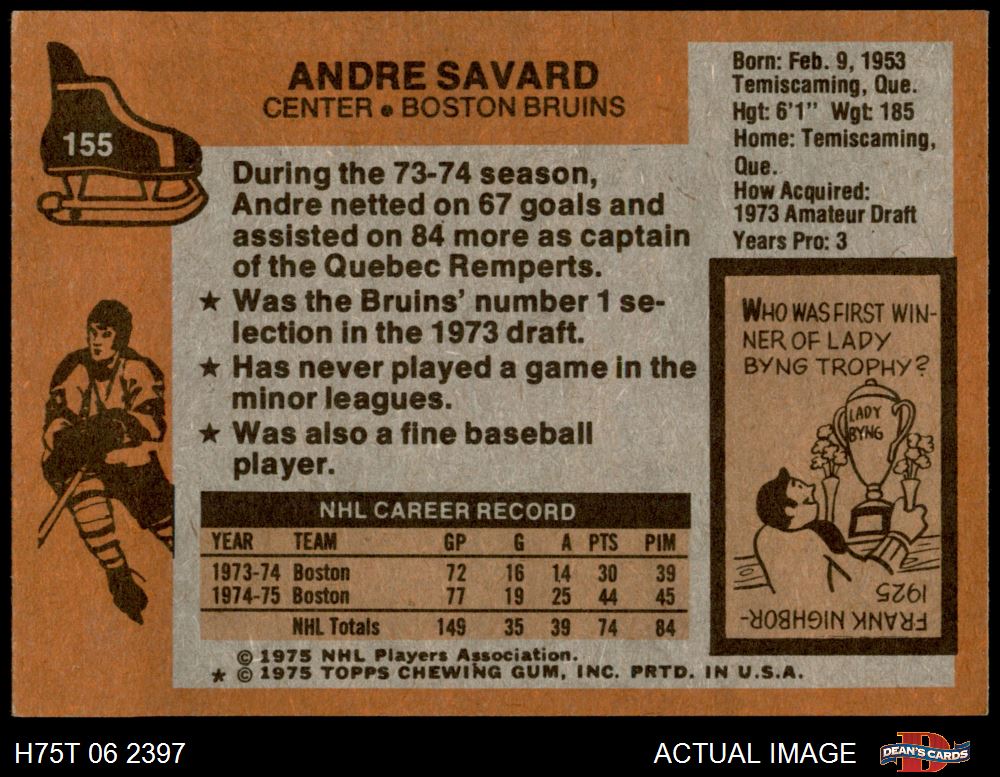 155
ANDRE SAVARD
CENTER • BOSTON BRUINS
Born: Feb. 9, 1953
Temiscaming, Que.
Hgt: 6'1" Wgt: 185
Home: Temiscaming,
Que.
How Acquired:
1973 Amateur Draft
Years Pro: 3
During the 73-74 season,
Andre netted on 67 goals and
assisted on 84 more as captain
of the Quebec Remperts.
★ Was the Bruins' number 1 se-
lection in the 1973 draft.
★ Has never played a game in the
minor leagues.
★ Was also a fine baseball
player.
NHL CAREER RECORD
YEAR TEAM GP G A PTS PIM
1973-74 Boston 72 16 14 30 39
1974-75 Boston 77 19 25 44 45
NHL Totals 149 35 39 74 84
© 1975 NHL Players Association.
* © 1975 TOPPS CHEWING GUM, INC. PRTD. IN U.S.A.
WHO WAS FIRST WIN-
NER OF LADY
BYNG TROPHY?
LADY
BYNG
FRANK NIGHBOR-
1925
H75T 06 2397
ACTUAL IMAGE
DEAN'S CARDS